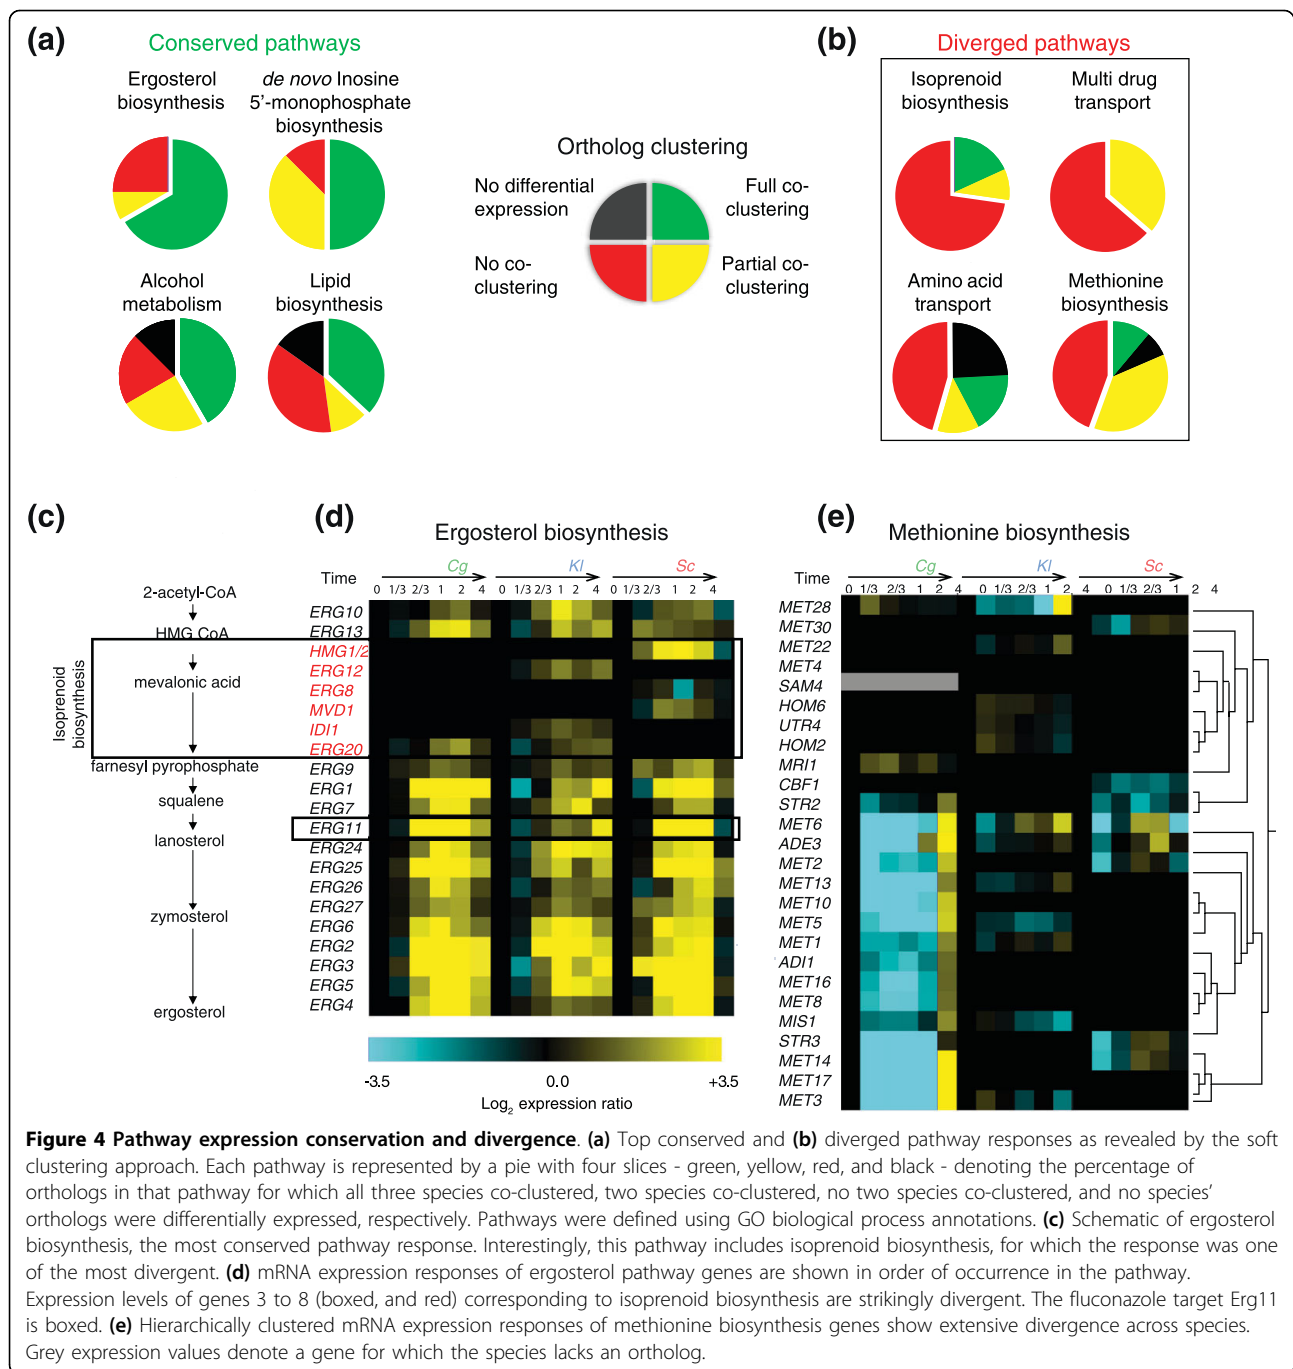 (a)
Conserved pathways
Ergosterol
biosynthesis
de novo Inosine
5'-monophosphate
biosynthesis
Alcohol
metabolism
Lipid
biosynthesis
Ortholog clustering
No differential
expression
Full co-
clustering
No co-
clustering
Partial co-
clustering
(b)
Diverged pathways
Isoprenoid
biosynthesis
Multi drug
transport
Amino acid
transport
Methionine
biosynthesis
(c)
2-acetyl-CoA
HMG CoA
mevalonic acid
farnesyl pyrophosphate
squalene
lanosterol
zymosterol
ergosterol
Isoprenoid
biosynthesis
(d)
Ergosterol biosynthesis
Cg Kl Sc
Time 0 1/3 2/3 1 2 4 0 1/3 2/3 1 2 4 0 1/3 2/3 1 2 4
ERG10
ERG13
HMG1/2
ERG12
ERG8
MVD1
IDI1
ERG20
ERG9
ERG1
ERG7
ERG11
ERG24
ERG25
ERG26
ERG27
ERG6
ERG2
ERG3
ERG5
ERG4
-3.5 0.0 +3.5
Log2 expression ratio
(e)
Methionine biosynthesis
Cg Kl Sc
Time 0 1/3 2/3 1 2 4 0 1/3 2/3 1 2 4 0 1/3 2/3 1 2 4
MET28
MET30
MET22
MET4
SAM4
HOM6
UTR4
HOM2
MRI1
CBF1
STR2
MET6
ADE3
MET2
MET13
MET10
MET5
MET1
ADI1
MET16
MET8
MIS1
STR3
MET14
MET17
MET3
Figure 4 Pathway expression conservation and divergence. (a) Top conserved and (b) diverged pathway responses as revealed by the soft
clustering approach. Each pathway is represented by a pie with four slices - green, yellow, red, and black - denoting the percentage of
orthologs in that pathway for which all three species co-clustered, two species co-clustered, no two species co-clustered, and no species'
orthologs were differentially expressed, respectively. Pathways were defined using GO biological process annotations. (c) Schematic of ergosterol
biosynthesis, the most conserved pathway response. Interestingly, this pathway includes isoprenoid biosynthesis, for which the response was one
of the most divergent. (d) mRNA expression responses of ergosterol pathway genes are shown in order of occurrence in the pathway.
Expression levels of genes 3 to 8 (boxed, and red) corresponding to isoprenoid biosynthesis are strikingly divergent. The fluconazole target Erg11
is boxed. (e) Hierarchically clustered mRNA expression responses of methionine biosynthesis genes show extensive divergence across species.
Grey expression values denote a gene for which the species lacks an ortholog.